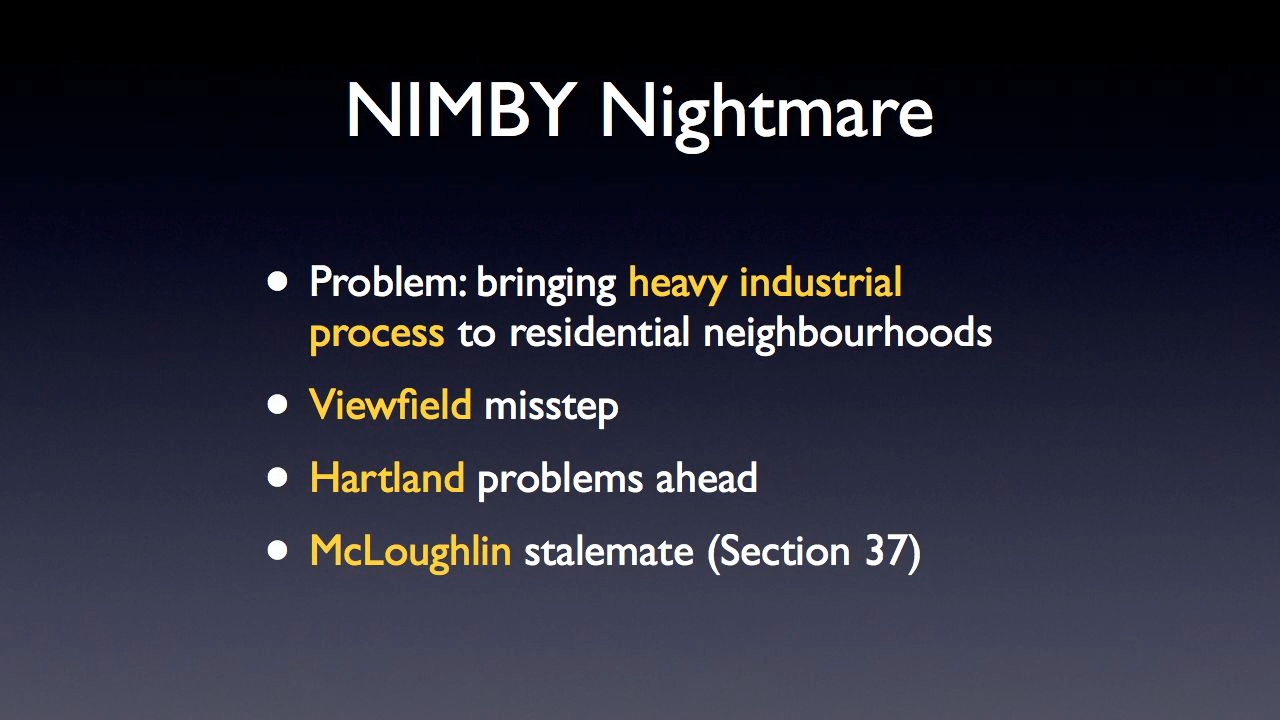 NIMBY Nightmare
• Problem: bringing heavy industrial
process to residential neighbourhoods
• Viewfield misstep
• Hartland problems ahead
• McLoughlin stalemate (Section 37)